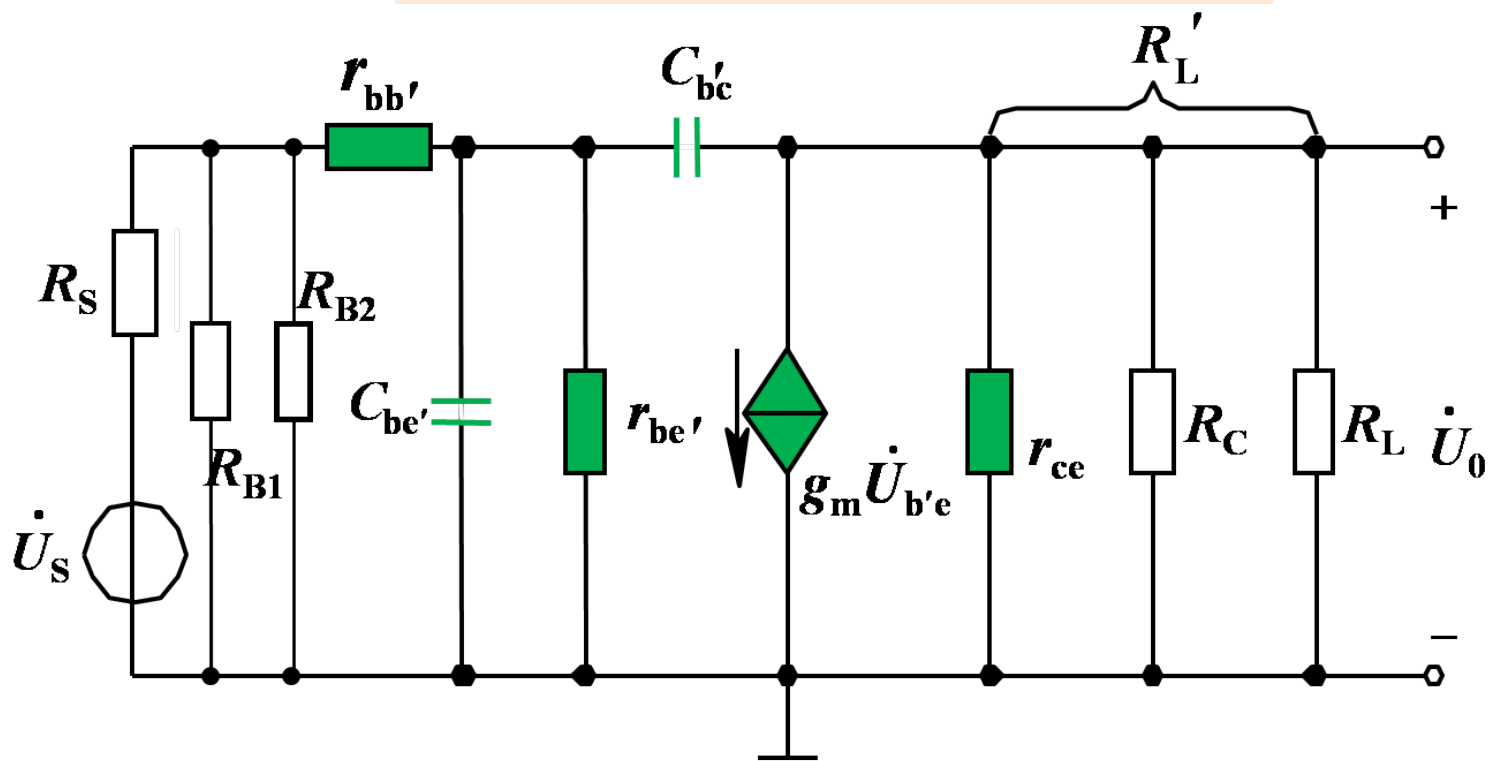 R_L'
r_bb'
C_b'c
R_S
R_B2
C_be'
r_be'
R_B1
g_m U̇_b'e
r_ce
R_C
R_L
U̇_0
U̇_S
+
−